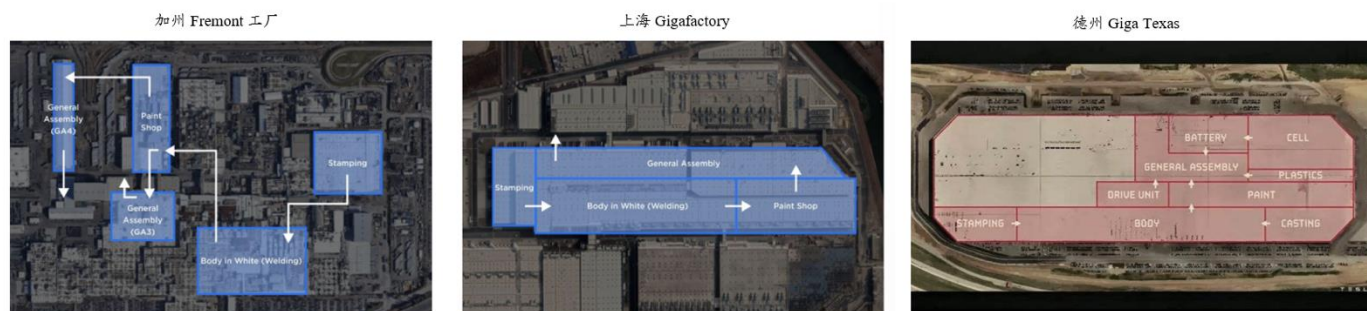 加州 Fremont 工厂
General
Assembly
(GA4)
Paint
Shop
Stamping
General
Assembly
(GA3)
Body in White (Welding)
上海 Gigafactory
General Assembly
Stamping
Body in White (Welding)
Paint Shop
德州 Giga Texas
BATTERY
CELL
GENERAL ASSEMBLY
PLASTICS
DRIVE UNIT
PAINT
STAMPING
BODY
CASTING